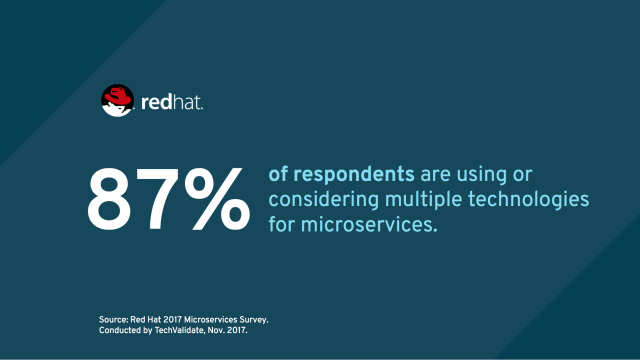 redhat.
87%
of respondents are using or
considering multiple technologies
for microservices.
Source: Red Hat 2017 Microservices Survey.
Conducted by TechValidate, Nov. 2017.